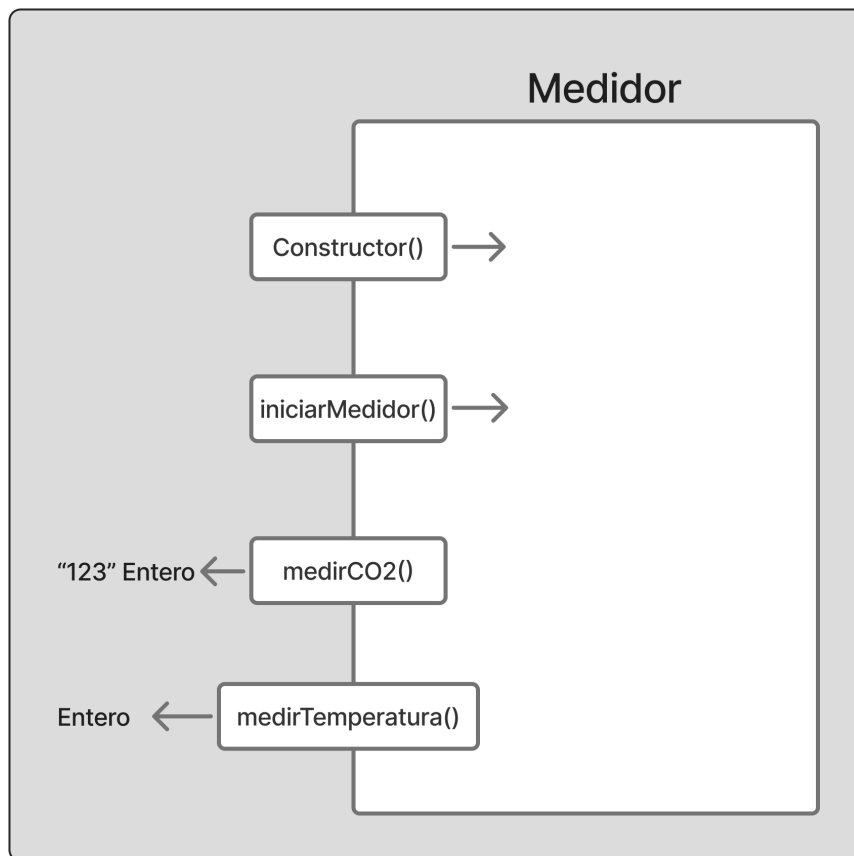 Medidor
Constructor()
iniciarMedidor()
“123” Entero
medirCO2()
Entero
medirTemperatura()